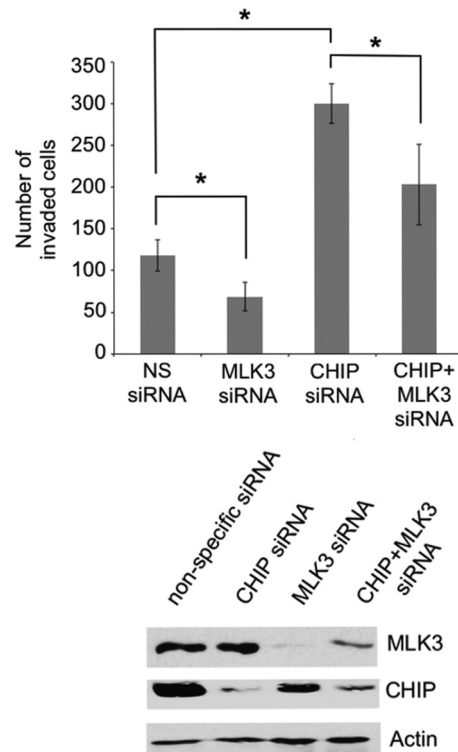 *
*
*
Number of
invaded cells
350
300
250
200
150
100
50
0
NS
siRNA
MLK3
siRNA
CHIP
siRNA
CHIP+
MLK3
siRNA
non-specific siRNA
CHIP siRNA
MLK3 siRNA
CHIP+MLK3
siRNA
MLK3
CHIP
Actin